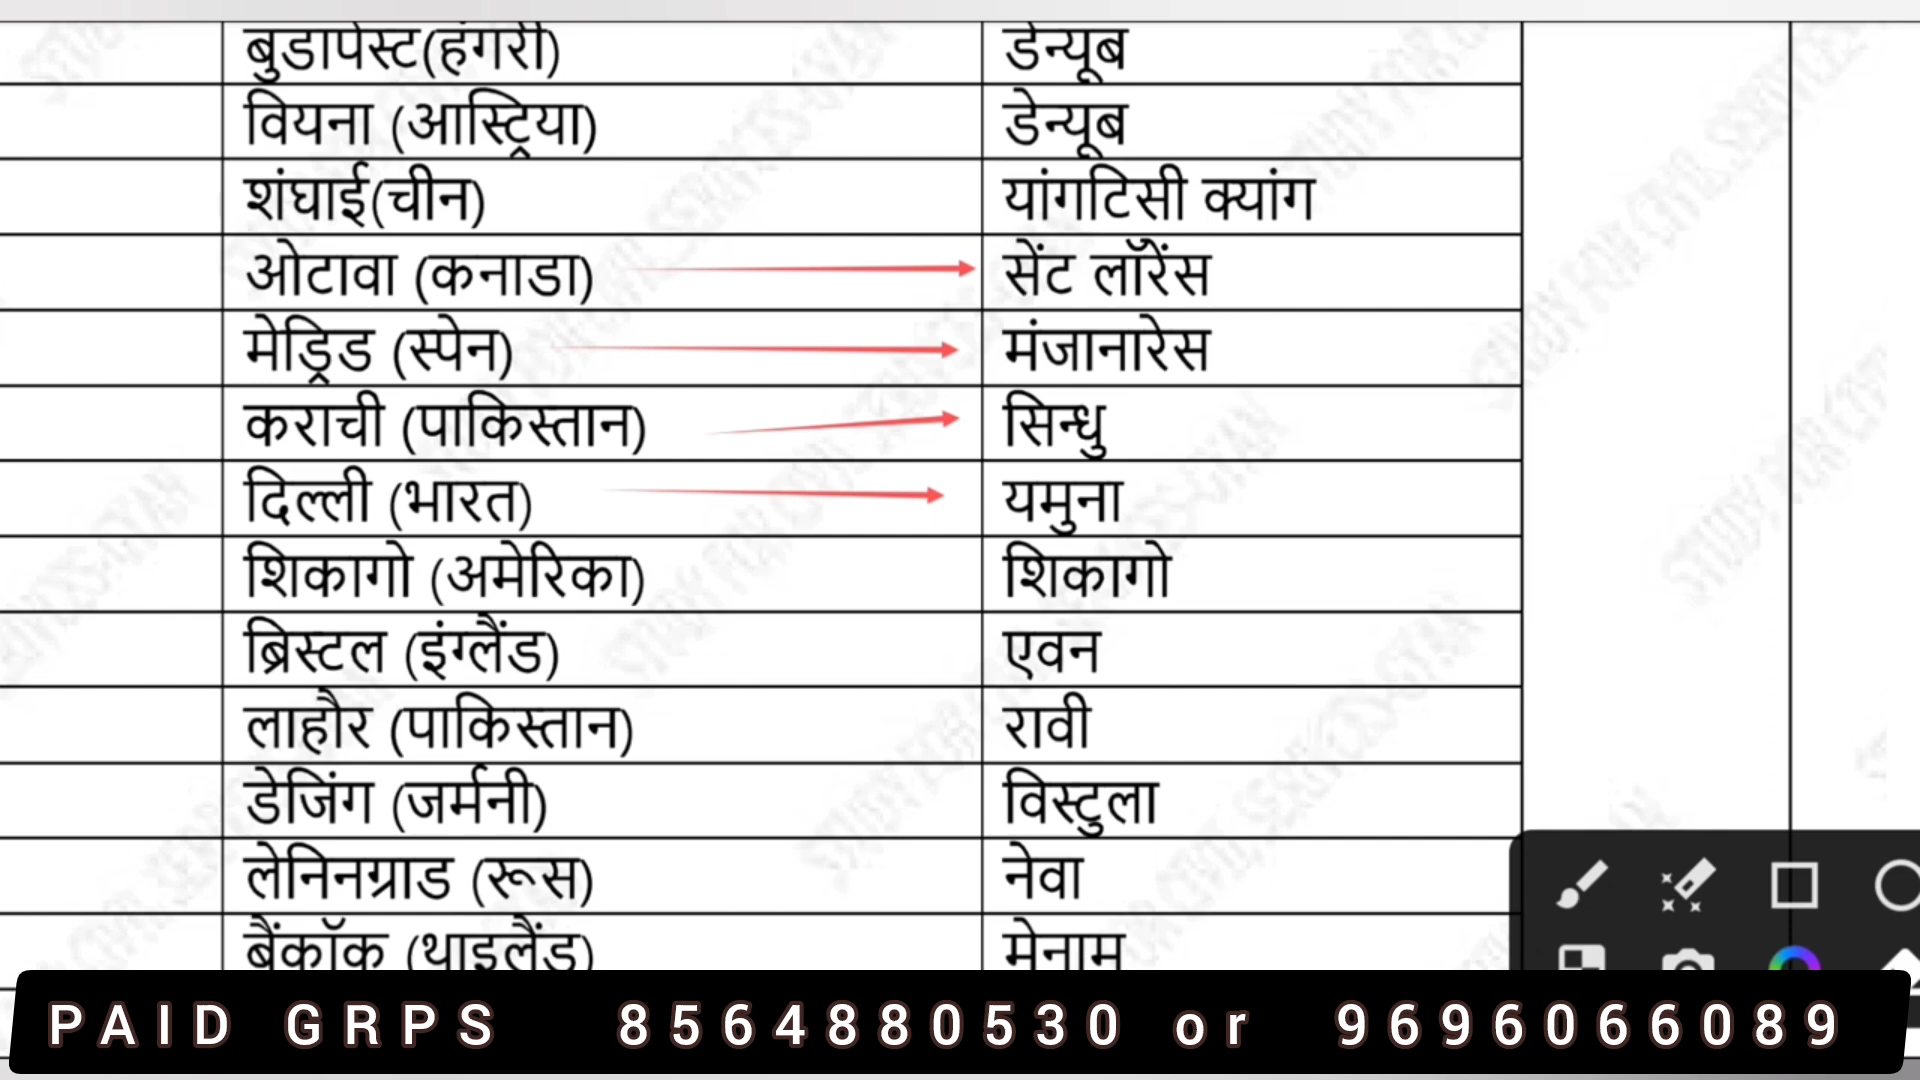 बुडापेस्ट(हंगरी) डेन्यूब
वियना (आस्ट्रिया) डेन्यूब
शंघाई(चीन) यांगटिसी क्यांग
ओटावा (कनाडा) सेंट लॉरेंस
मेड्रिड (स्पेन) मंजानारेस
कराची (पाकिस्तान) सिन्धु
दिल्ली (भारत) यमुना
शिकागो (अमेरिका) शिकागो
ब्रिस्टल (इंग्लैंड) एवन
लाहौर (पाकिस्तान) रावी
डेजिंग (जर्मनी) विस्टुला
लेनिनग्राड (रूस) नेवा
बैंकॉक (थाइलैंड) मेनाम
PAID GRPS 8564880530 or 9696066089